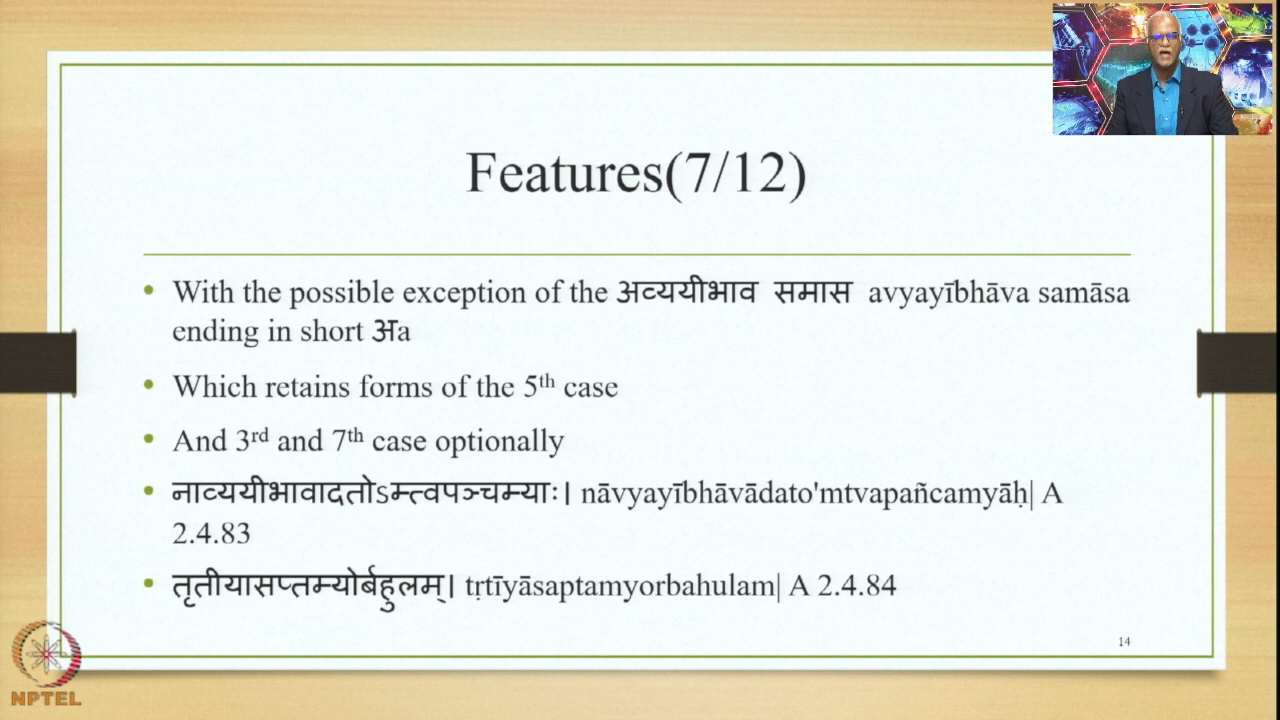 Features(7/12)
• With the possible exception of the अव्ययीभाव समास avyayībhāva samāsa
ending in short अa
• Which retains forms of the 5th case
• And 3rd and 7th case optionally
• नाव्ययीभावादतोऽम्त्वपञ्चम्याः। nāvyayībhāvādato'mtvapañcamyāḥ| A
2.4.83
• तृतीयासप्तम्योर्बहुलम्। tṛtīyāsaptamyorbahulam| A 2.4.84
14
NPTEL